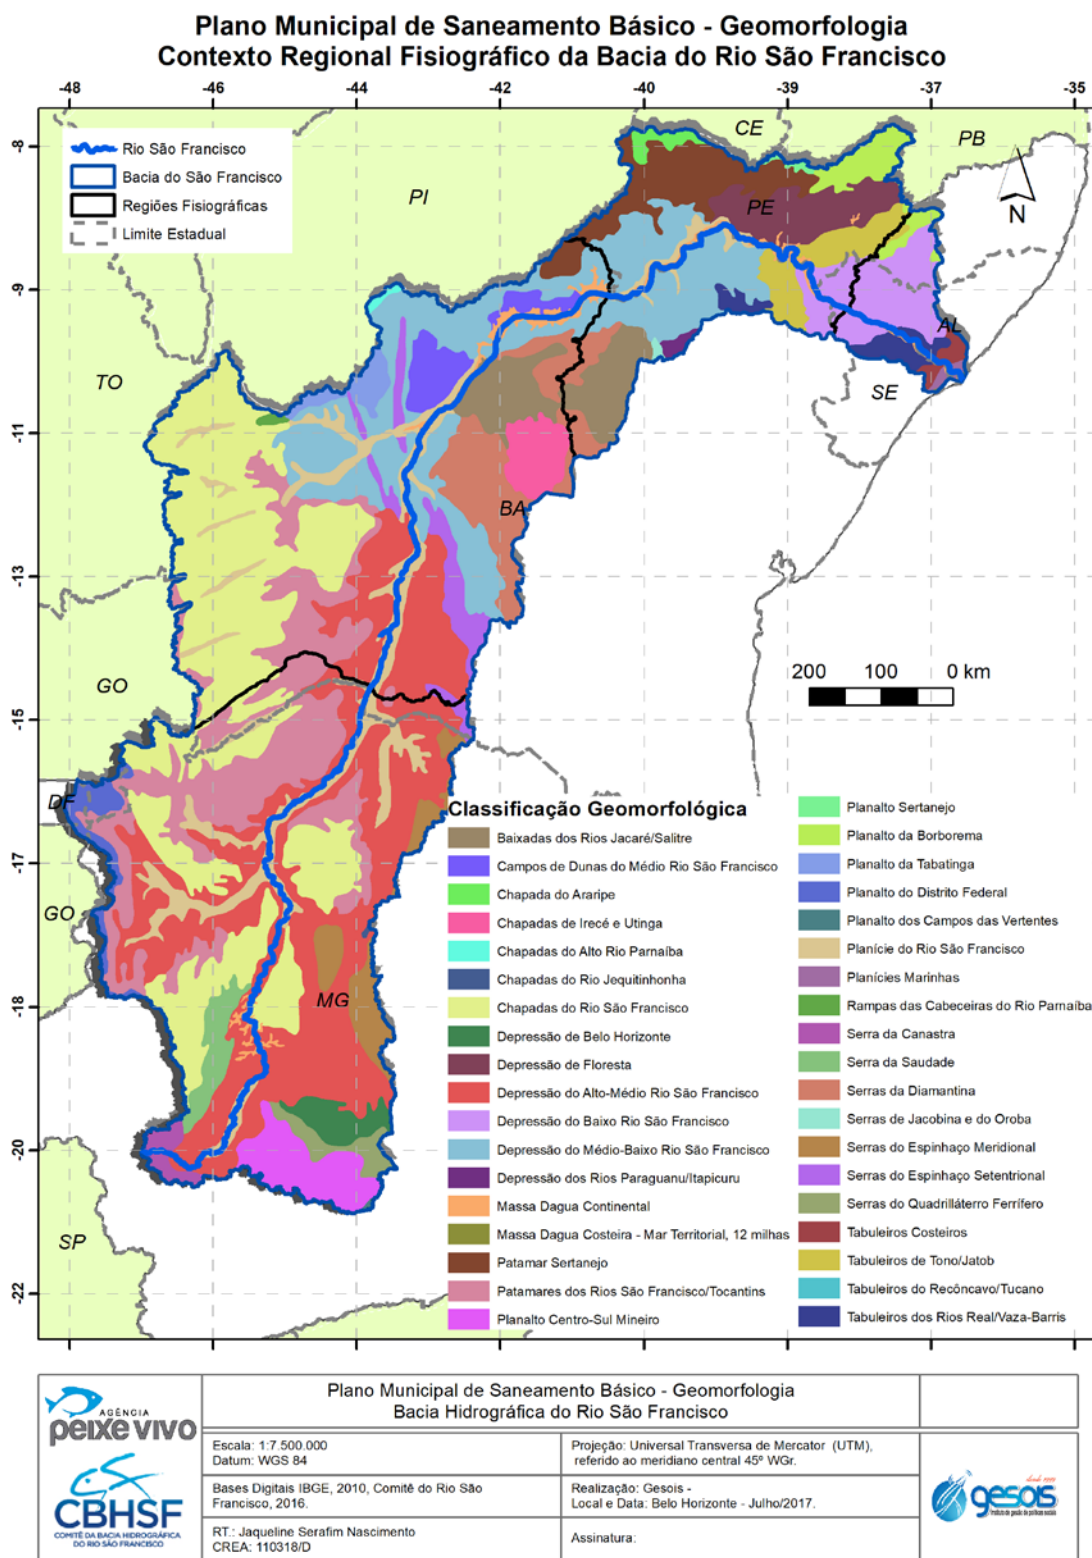 Plano Municipal de Saneamento Básico - Geomorfologia
Contexto Regional Fisiográfico da Bacia do Rio São Francisco
-48 -46 -44 -42 -40 -39 -37 -35
Rio São Francisco
Bacia do São Francisco
Regiões Fisiográficas
Limite Estadual
CE
PB
PI
PE
N
AL
TO
SE
BA
GO
DF
GO
MG
SP
-8
-9
-11
-13
-15
-17
-18
-20
-22
200 100 0 km
Classificação Geomorfológica
Baixadas dos Rios Jacaré/Salitre
Campos de Dunas do Médio Rio São Francisco
Chapada do Araripe
Chapadas de Irecé e Utinga
Chapadas do Alto Rio Parnaíba
Chapadas do Rio Jequitinhonha
Chapadas do Rio São Francisco
Depressão de Belo Horizonte
Depressão de Floresta
Depressão do Alto-Médio Rio São Francisco
Depressão do Baixo Rio São Francisco
Depressão do Médio-Baixo Rio São Francisco
Depressão dos Rios Paraguanu/Itapicuru
Massa Dagua Continental
Massa Dagua Costeira - Mar Territorial, 12 milhas
Patamar Sertanejo
Patamares dos Rios São Francisco/Tocantins
Planalto Centro-Sul Mineiro
Planalto Sertanejo
Planalto da Borborema
Planalto da Tabatinga
Planalto do Distrito Federal
Planalto dos Campos das Vertentes
Planície do Rio São Francisco
Planícies Marinhas
Rampas das Cabeceiras do Rio Parnaíba
Serra da Canastra
Serra da Saudade
Serras da Diamantina
Serras de Jacobina e do Oroba
Serras do Espinhaço Meridional
Serras do Espinhaço Setentrional
Serras do Quadrilláterro Ferrífero
Tabuleiros Costeiros
Tabuleiros de Tono/Jatob
Tabuleiros do Recôncavo/Tucano
Tabuleiros dos Rios Real/Vaza-Barris
AGÊNCIA
peixe vivo
CBHSF
COMITÊ DA BACIA HIDROGRÁFICA
DO RIO SÃO FRANCISCO
Plano Municipal de Saneamento Básico - Geomorfologia
Bacia Hidrográfica do Rio São Francisco
Escala: 1:7.500.000
Datum: WGS 84
Projeção: Universal Transversa de Mercator (UTM),
referido ao meridiano central 45º WGr.
Bases Digitais IBGE, 2010, Comitê do Rio São
Francisco, 2016.
Realização: Gesois -
Local e Data: Belo Horizonte - Julho/2017.
RT.: Jaqueline Serafim Nascimento
CREA: 110318/D
Assinatura:
desde 1999
gesois
Instituto de gestão de políticas sociais